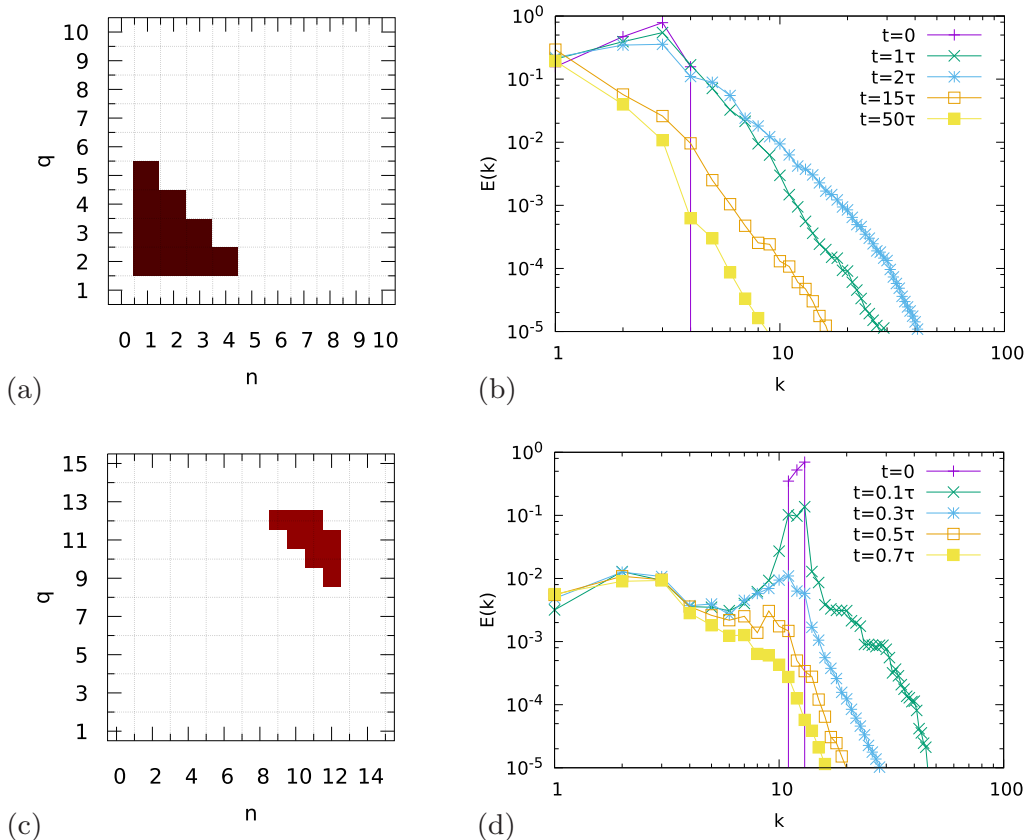 10
9
8
7
6
5
4
3
2
1
q
0 1 2 3 4 5 6 7 8 9 10
n
(a)
10^0
10^-1
10^-2
10^-3
10^-4
10^-5
E(k)
t=0
t=1τ
t=2τ
t=15τ
t=50τ
1 10 100
k
(b)
15
13
11
9
7
5
3
1
q
0 2 4 6 8 10 12 14
n
(c)
10^0
10^-1
10^-2
10^-3
10^-4
10^-5
E(k)
t=0
t=0.1τ
t=0.3τ
t=0.5τ
t=0.7τ
1 10 100
k
(d)